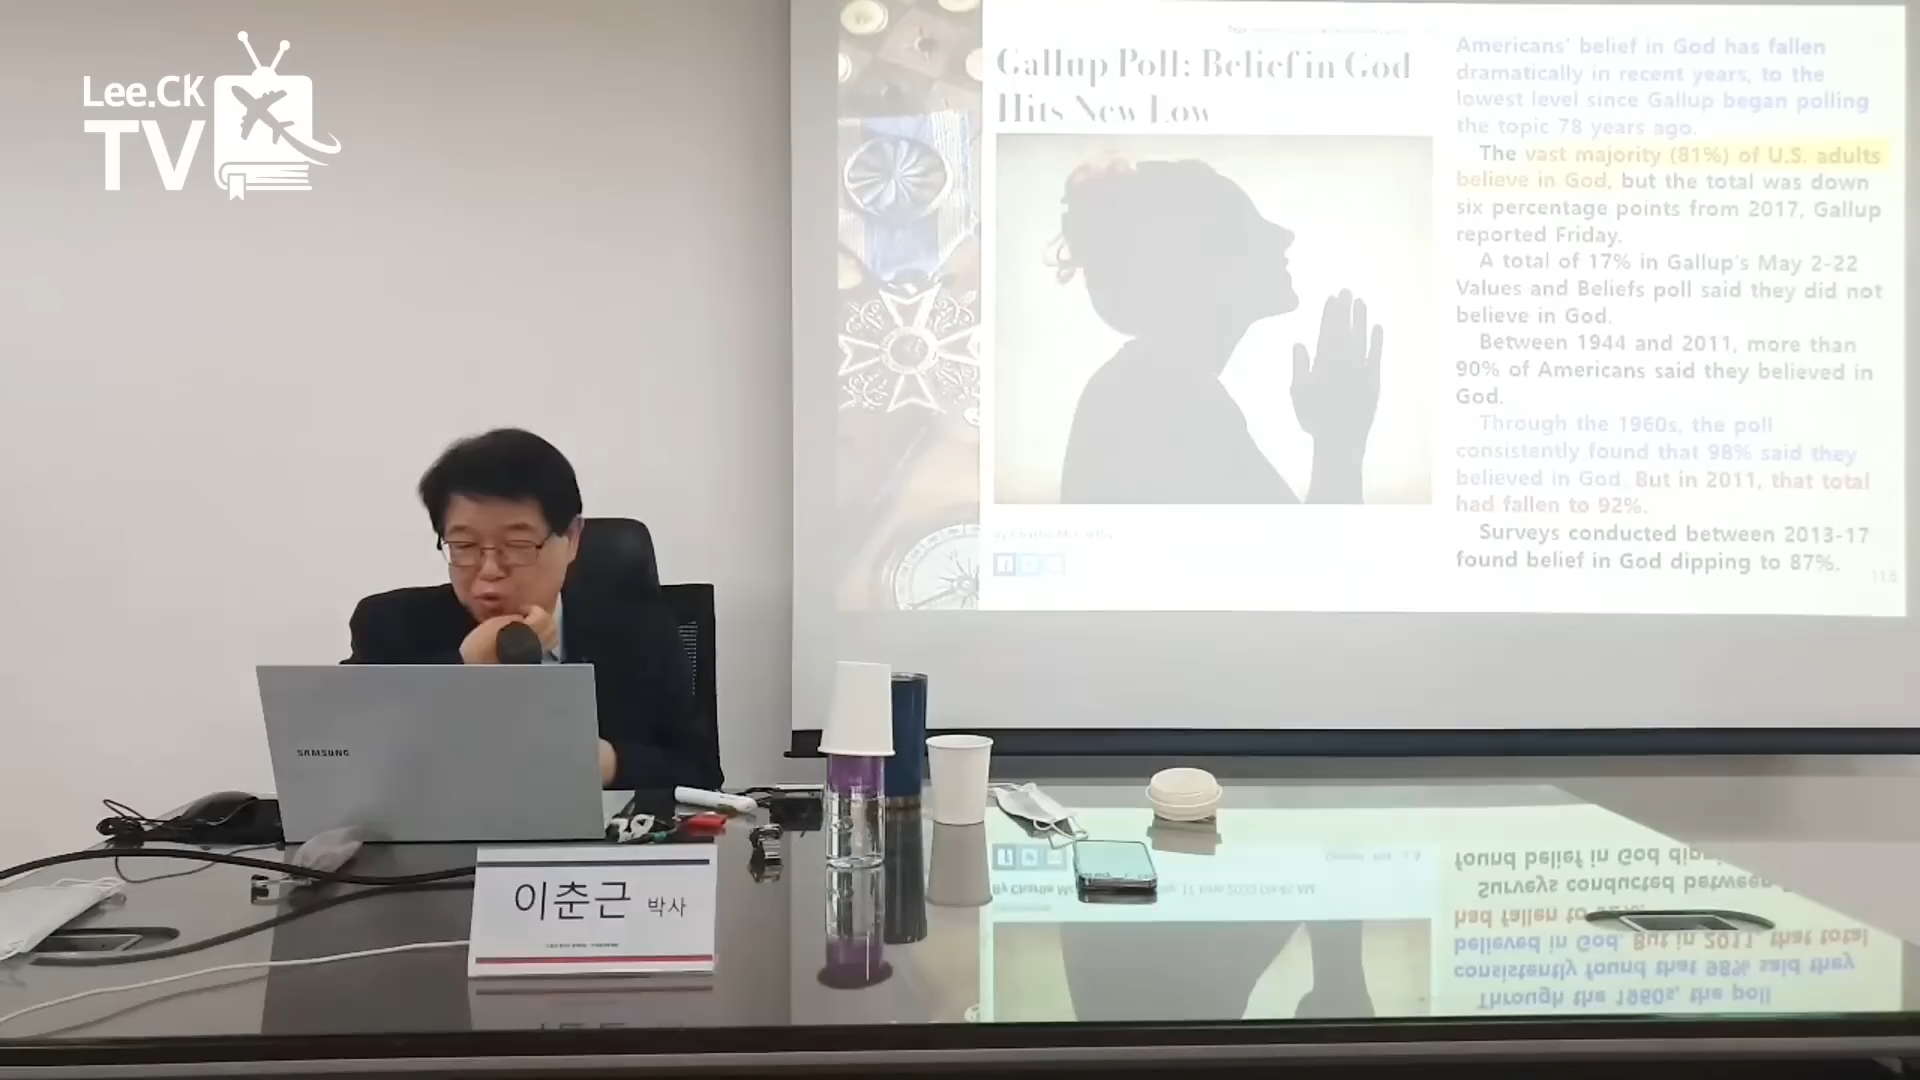 Lee.CK
TV
Gallup Poll: Belief in God
Hits New Low
Americans' belief in God has fallen
dramatically in recent years, to the
lowest level since Gallup began polling
the topic 78 years ago.
The vast majority (81%) of U.S. adults
believe in God, but the total was down
six percentage points from 2017, Gallup
reported Friday.
A total of 17% in Gallup's May 2-22
Values and Beliefs poll said they did not
believe in God.
Between 1944 and 2011, more than
90% of Americans said they believed in
God.
Through the 1960s, the poll
consistently found that 98% said they
believed in God. But in 2011, that total
had fallen to 92%.
Surveys conducted between 2013-17
found belief in God dipping to 87%.
SAMSUNG
이춘근 박사